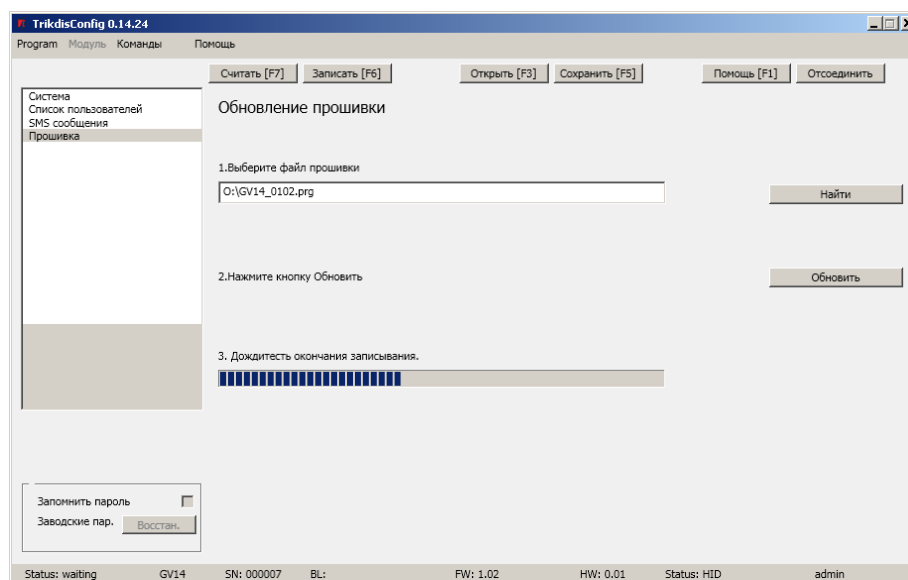 TrikdisConfig 0.14.24
Program Модуль Команды Помощь
Считать [F7] Записать [F6] Открыть [F3] Сохранить [F5] Помощь [F1] Отсоединить
Система
Список пользователей
SMS сообщения
Прошивка
Обновление прошивки
1.Выберите файл прошивки
O:\GV14_0102.prg
Найти
2.Нажмите кнопку Обновить
Обновить
3. Дождитесть окончания записывания.
Запомнить пароль
Заводские пар. Восстан.
Status: waiting GV14 SN: 000007 BL: FW: 1.02 HW: 0.01 Status: HID admin